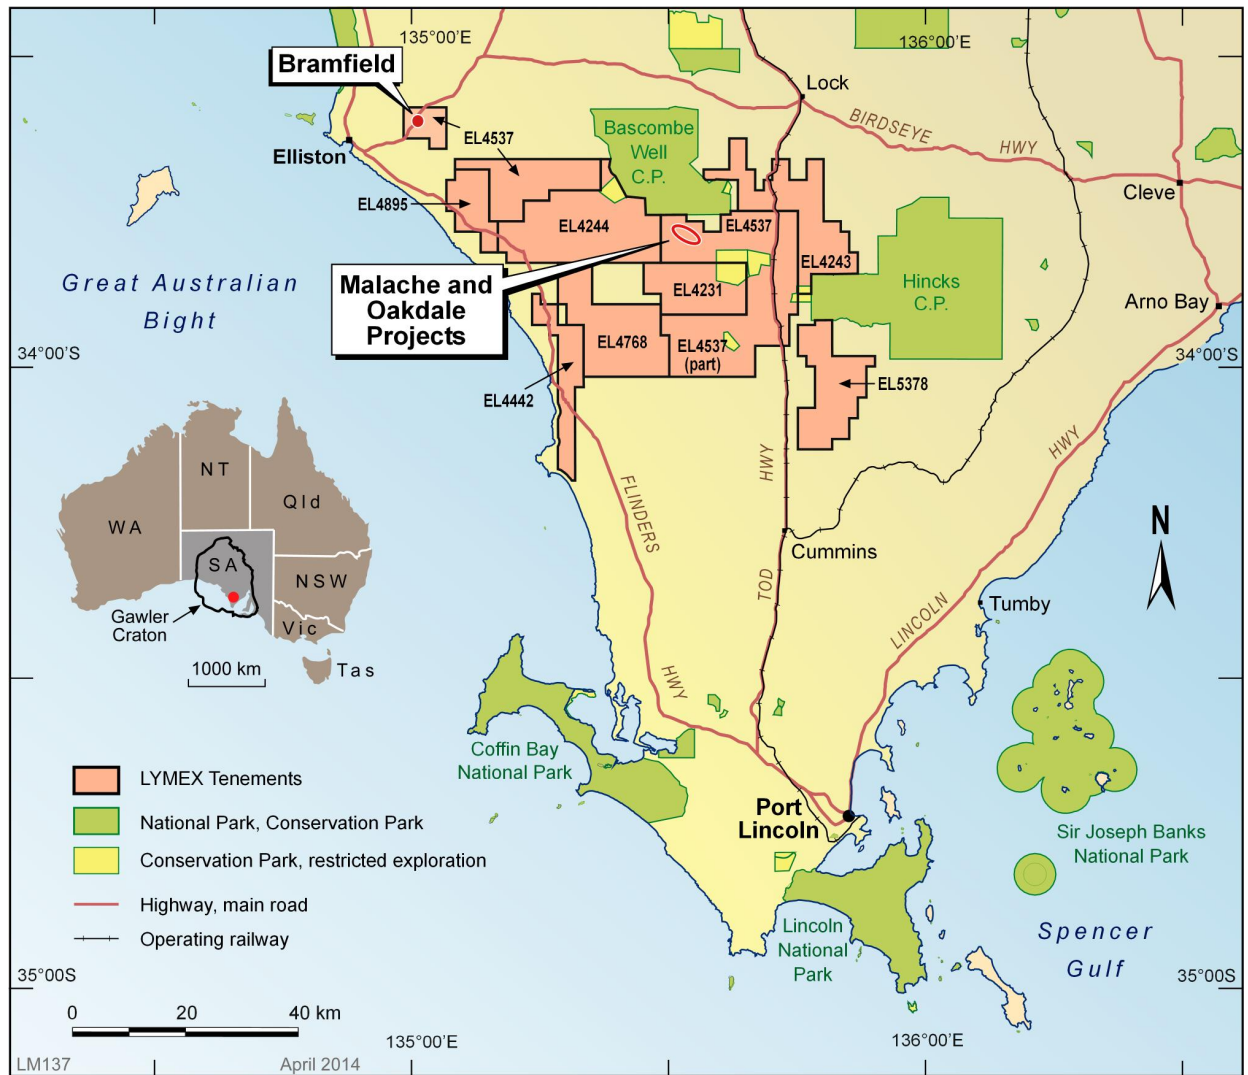 135°00'E
136°00'E
Bramfield
Lock
BIRDSEYE
HWY
EL4537
Bascombe
Well
C.P.
Elliston
Cleve
EL4895
EL4244
EL4537
EL4243
Great Australian
Bight
Malache and
Oakdale
Projects
EL4231
Hincks
C.P.
Arno Bay
34°00'S
EL4768
EL4537
(part)
34°00'S
EL4442
EL5378
HWY
HWY
FLINDERS
NT
Qld
WA
SA
NSW
Vic
Tas
Gawler
Craton
1000 km
Cummins
N
TOD
LINCOLN
Tumby
HWY
Coffin Bay
National Park
LYMEX Tenements
National Park, Conservation Park
Conservation Park, restricted exploration
Highway, main road
Operating railway
Port
Lincoln
Sir Joseph Banks
National Park
Lincoln
National
Park
Spencer
Gulf
35°00S
35°00S
0 20 40 km
135°00'E
136°00'E
LM137
April 2014